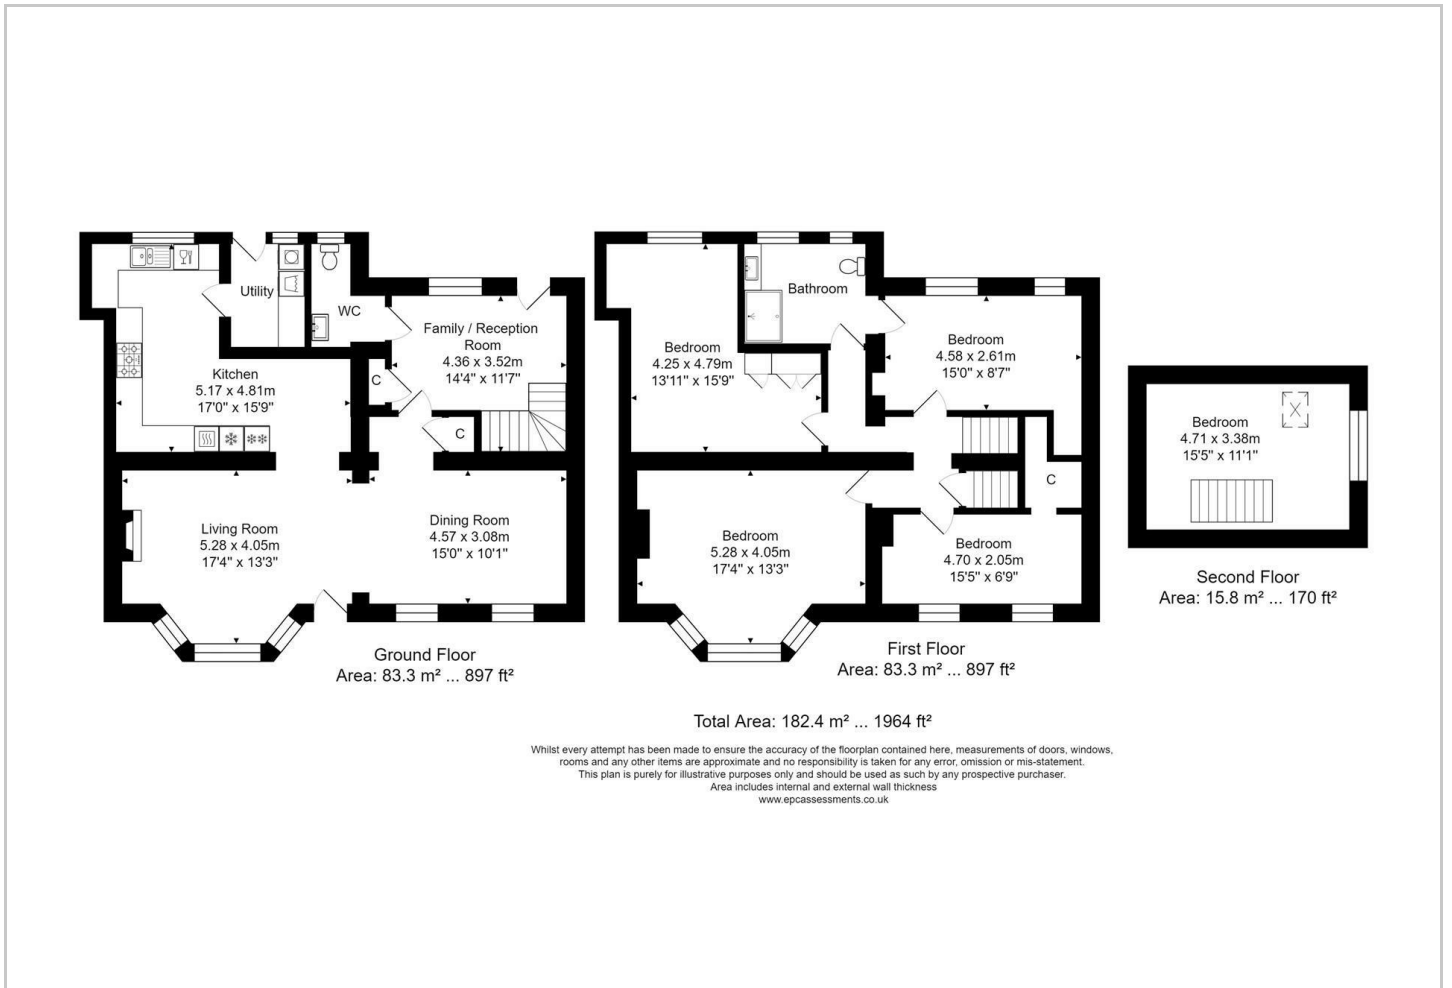 Utility
WC
Family / Reception
Room
4.36 x 3.52m
14'4" x 11'7"
C
C
Kitchen
5.17 x 4.81m
17'0" x 15'9"
Living Room
5.28 x 4.05m
17'4" x 13'3"
Dining Room
4.57 x 3.08m
15'0" x 10'1"
Ground Floor
Area: 83.3 m² ... 897 ft²
Bathroom
Bedroom
4.25 x 4.79m
13'11" x 15'9"
Bedroom
4.58 x 2.61m
15'0" x 8'7"
C
Bedroom
5.28 x 4.05m
17'4" x 13'3"
Bedroom
4.70 x 2.05m
15'5" x 6'9"
First Floor
Area: 83.3 m² ... 897 ft²
Bedroom
4.71 x 3.38m
15'5" x 11'1"
Second Floor
Area: 15.8 m² ... 170 ft²
Total Area: 182.4 m² ... 1964 ft²
Whilst every attempt has been made to ensure the accuracy of the floorplan contained here, measurements of doors, windows,
rooms and any other items are approximate and no responsibility is taken for any error, omission or mis-statement.
This plan is purely for illustrative purposes only and should be used as such by any prospective purchaser.
Area includes internal and external wall thickness
www.epcassessments.co.uk